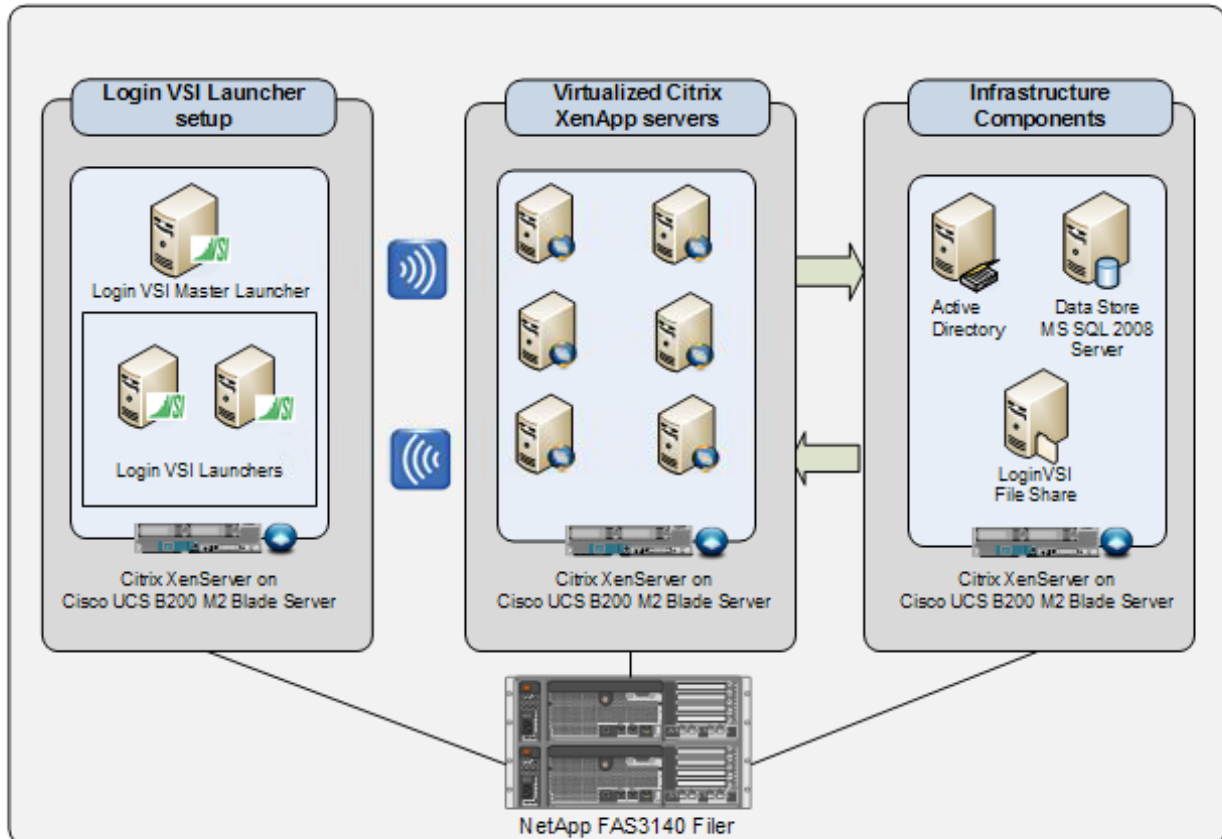 Login VSI Launcher
setup
VSI
Login VSI Master Launcher
VSI
VSI
Login VSI Launchers
Citrix XenServer on
Cisco UCS B200 M2 Blade Server
Virtualized Citrix
XenApp servers
Citrix XenServer on
Cisco UCS B200 M2 Blade Server
Infrastructure
Components
Active
Directory
Data Store
MS SQL 2008
Server
LoginVSI
File Share
Citrix XenServer on
Cisco UCS B200 M2 Blade Server
NetApp FAS3140 Filer